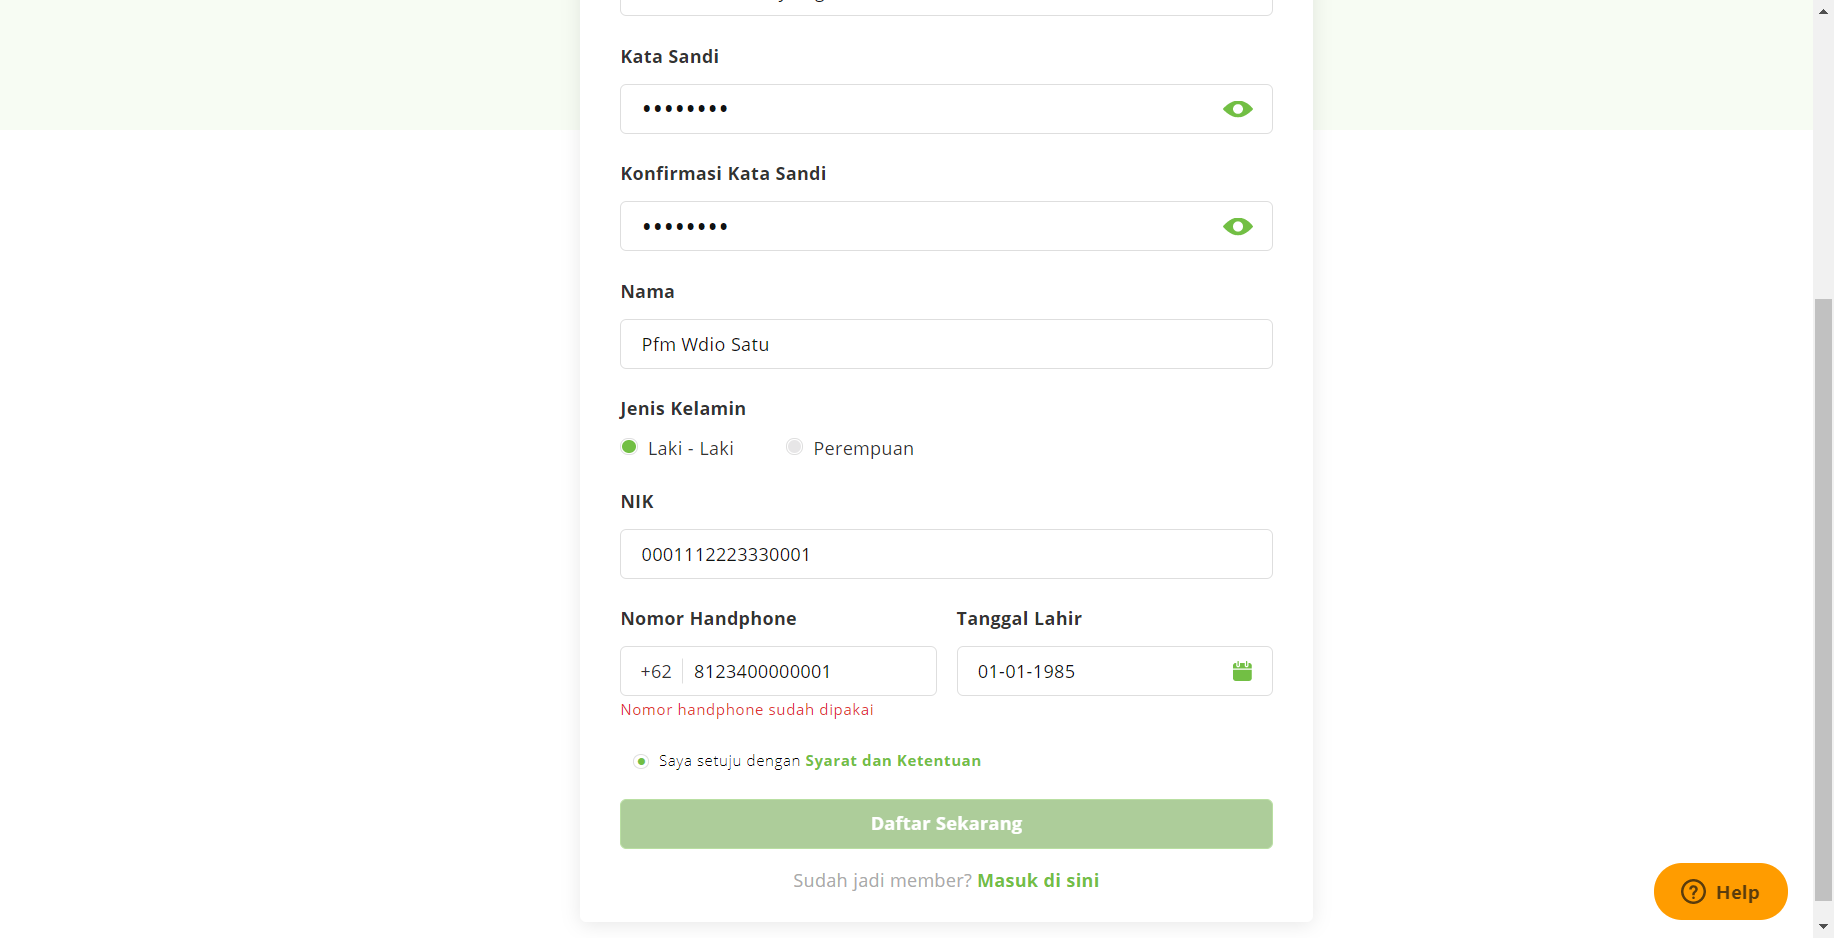 Kata Sandi
••••••••
Konfirmasi Kata Sandi
••••••••
Nama
Pfm Wdio Satu
Jenis Kelamin
Laki - Laki Perempuan
NIK
0001112223330001
Nomor Handphone Tanggal Lahir
+62 8123400000001 01-01-1985
Nomor handphone sudah dipakai
Saya setuju dengan Syarat dan Ketentuan
Daftar Sekarang
Sudah jadi member? Masuk di sini
Help